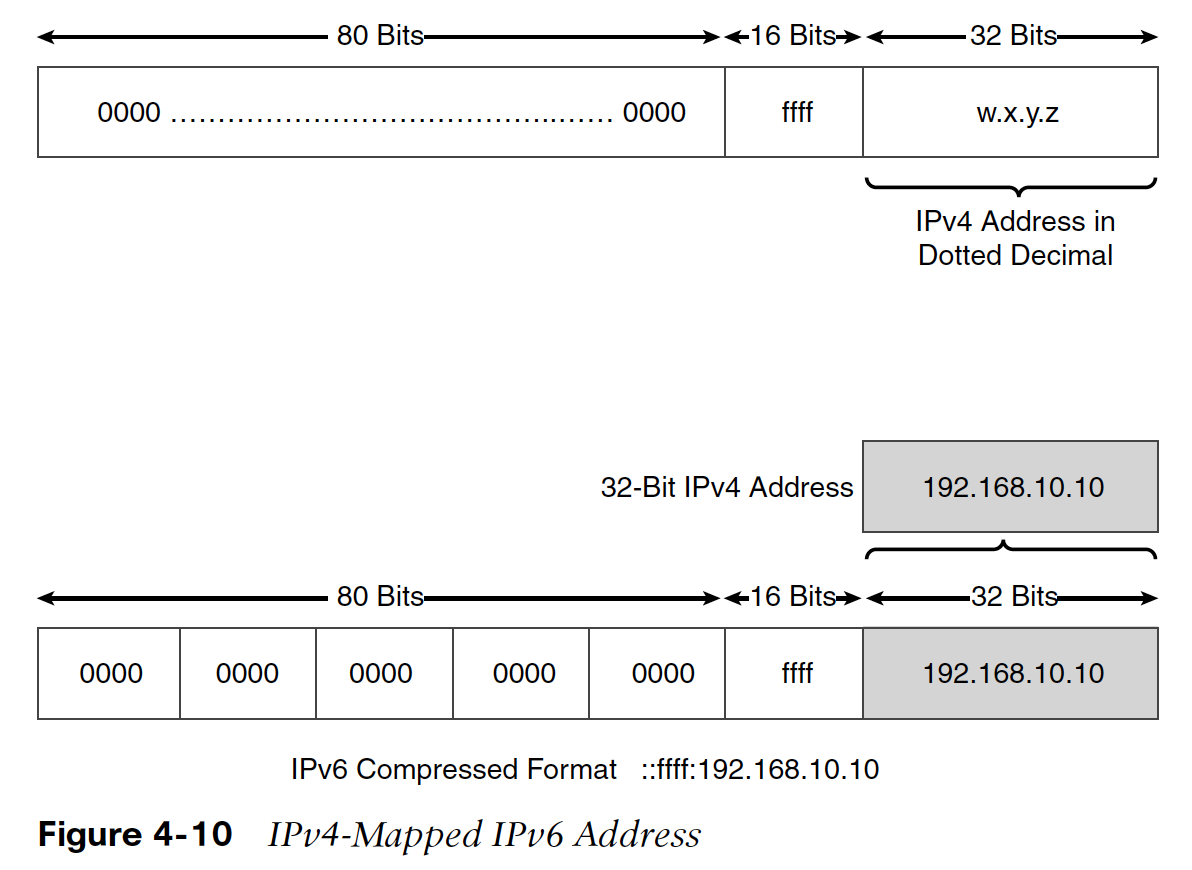 80 Bits 16 Bits 32 Bits
0000 ............................................. 0000 ffff w.x.y.z
IPv4 Address in
Dotted Decimal
32-Bit IPv4 Address 192.168.10.10
80 Bits 16 Bits 32 Bits
0000 0000 0000 0000 0000 ffff 192.168.10.10
IPv6 Compressed Format ::ffff:192.168.10.10
Figure 4-10 IPv4-Mapped IPv6 Address